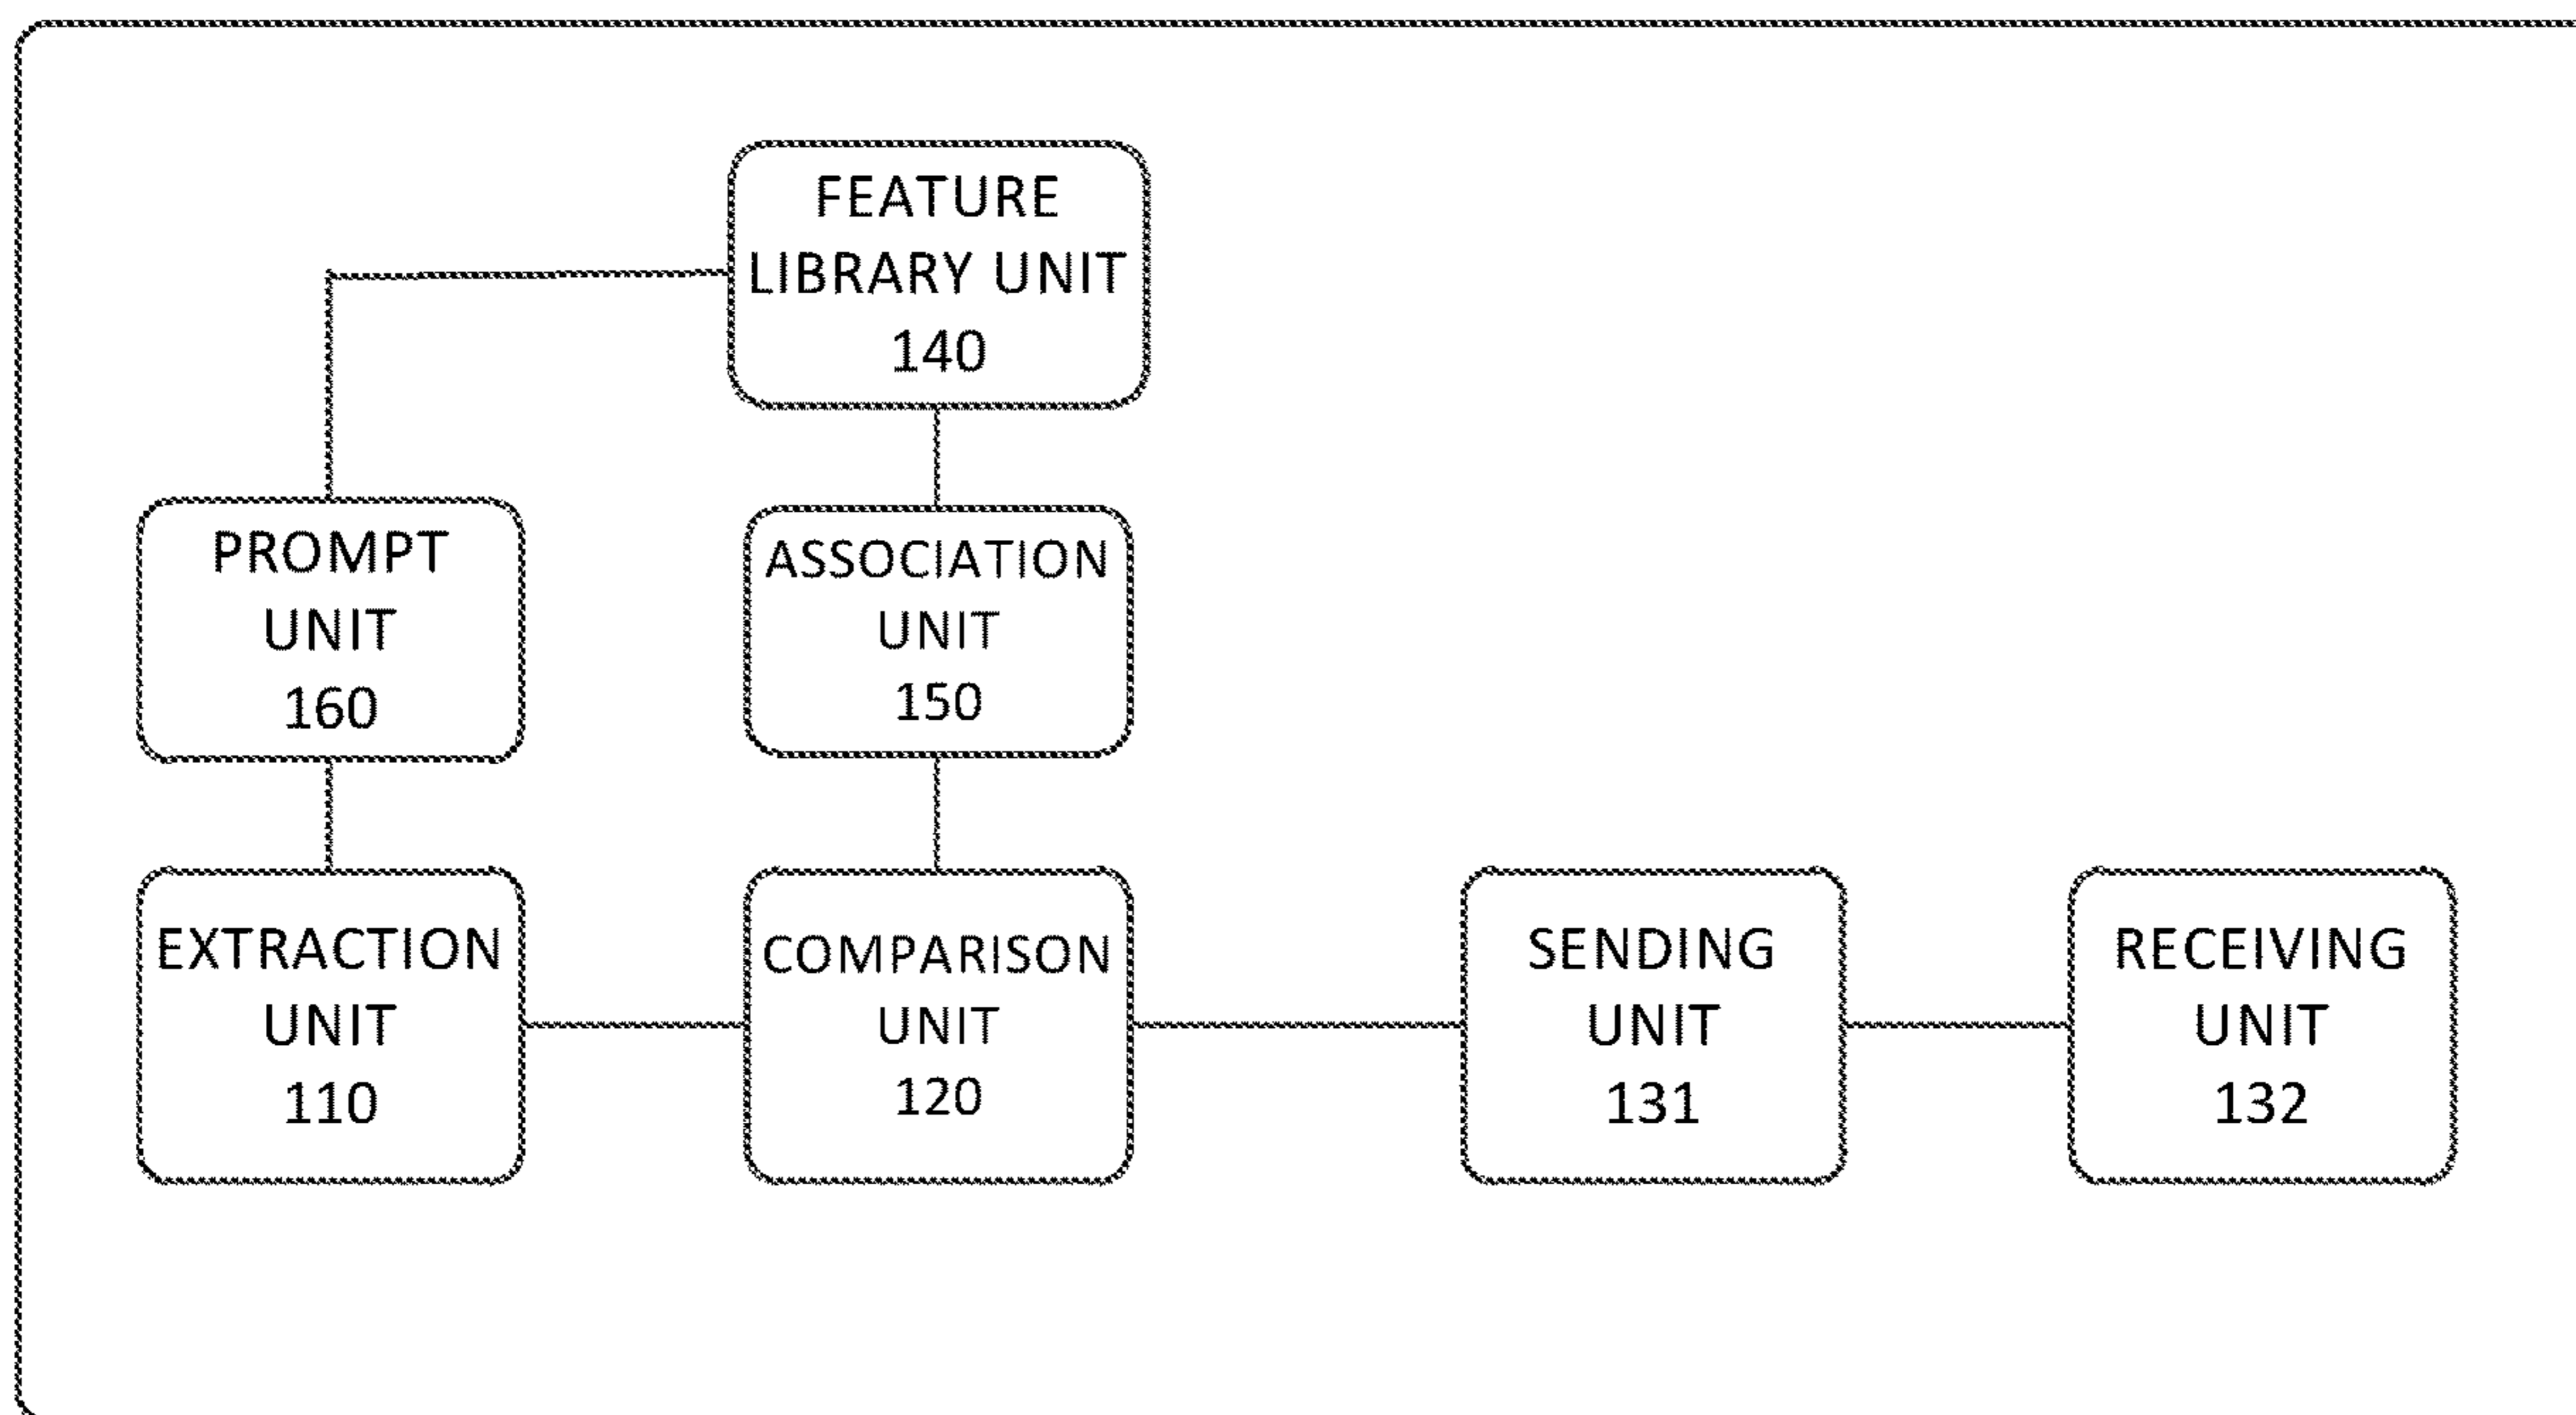 FEATURE
LIBRARY UNIT
140
PROMPT
UNIT
160
ASSOCIATION
UNIT
150
EXTRACTION
UNIT
110
COMPARISON
UNIT
120
SENDING
UNIT
131
RECEIVING
UNIT
132